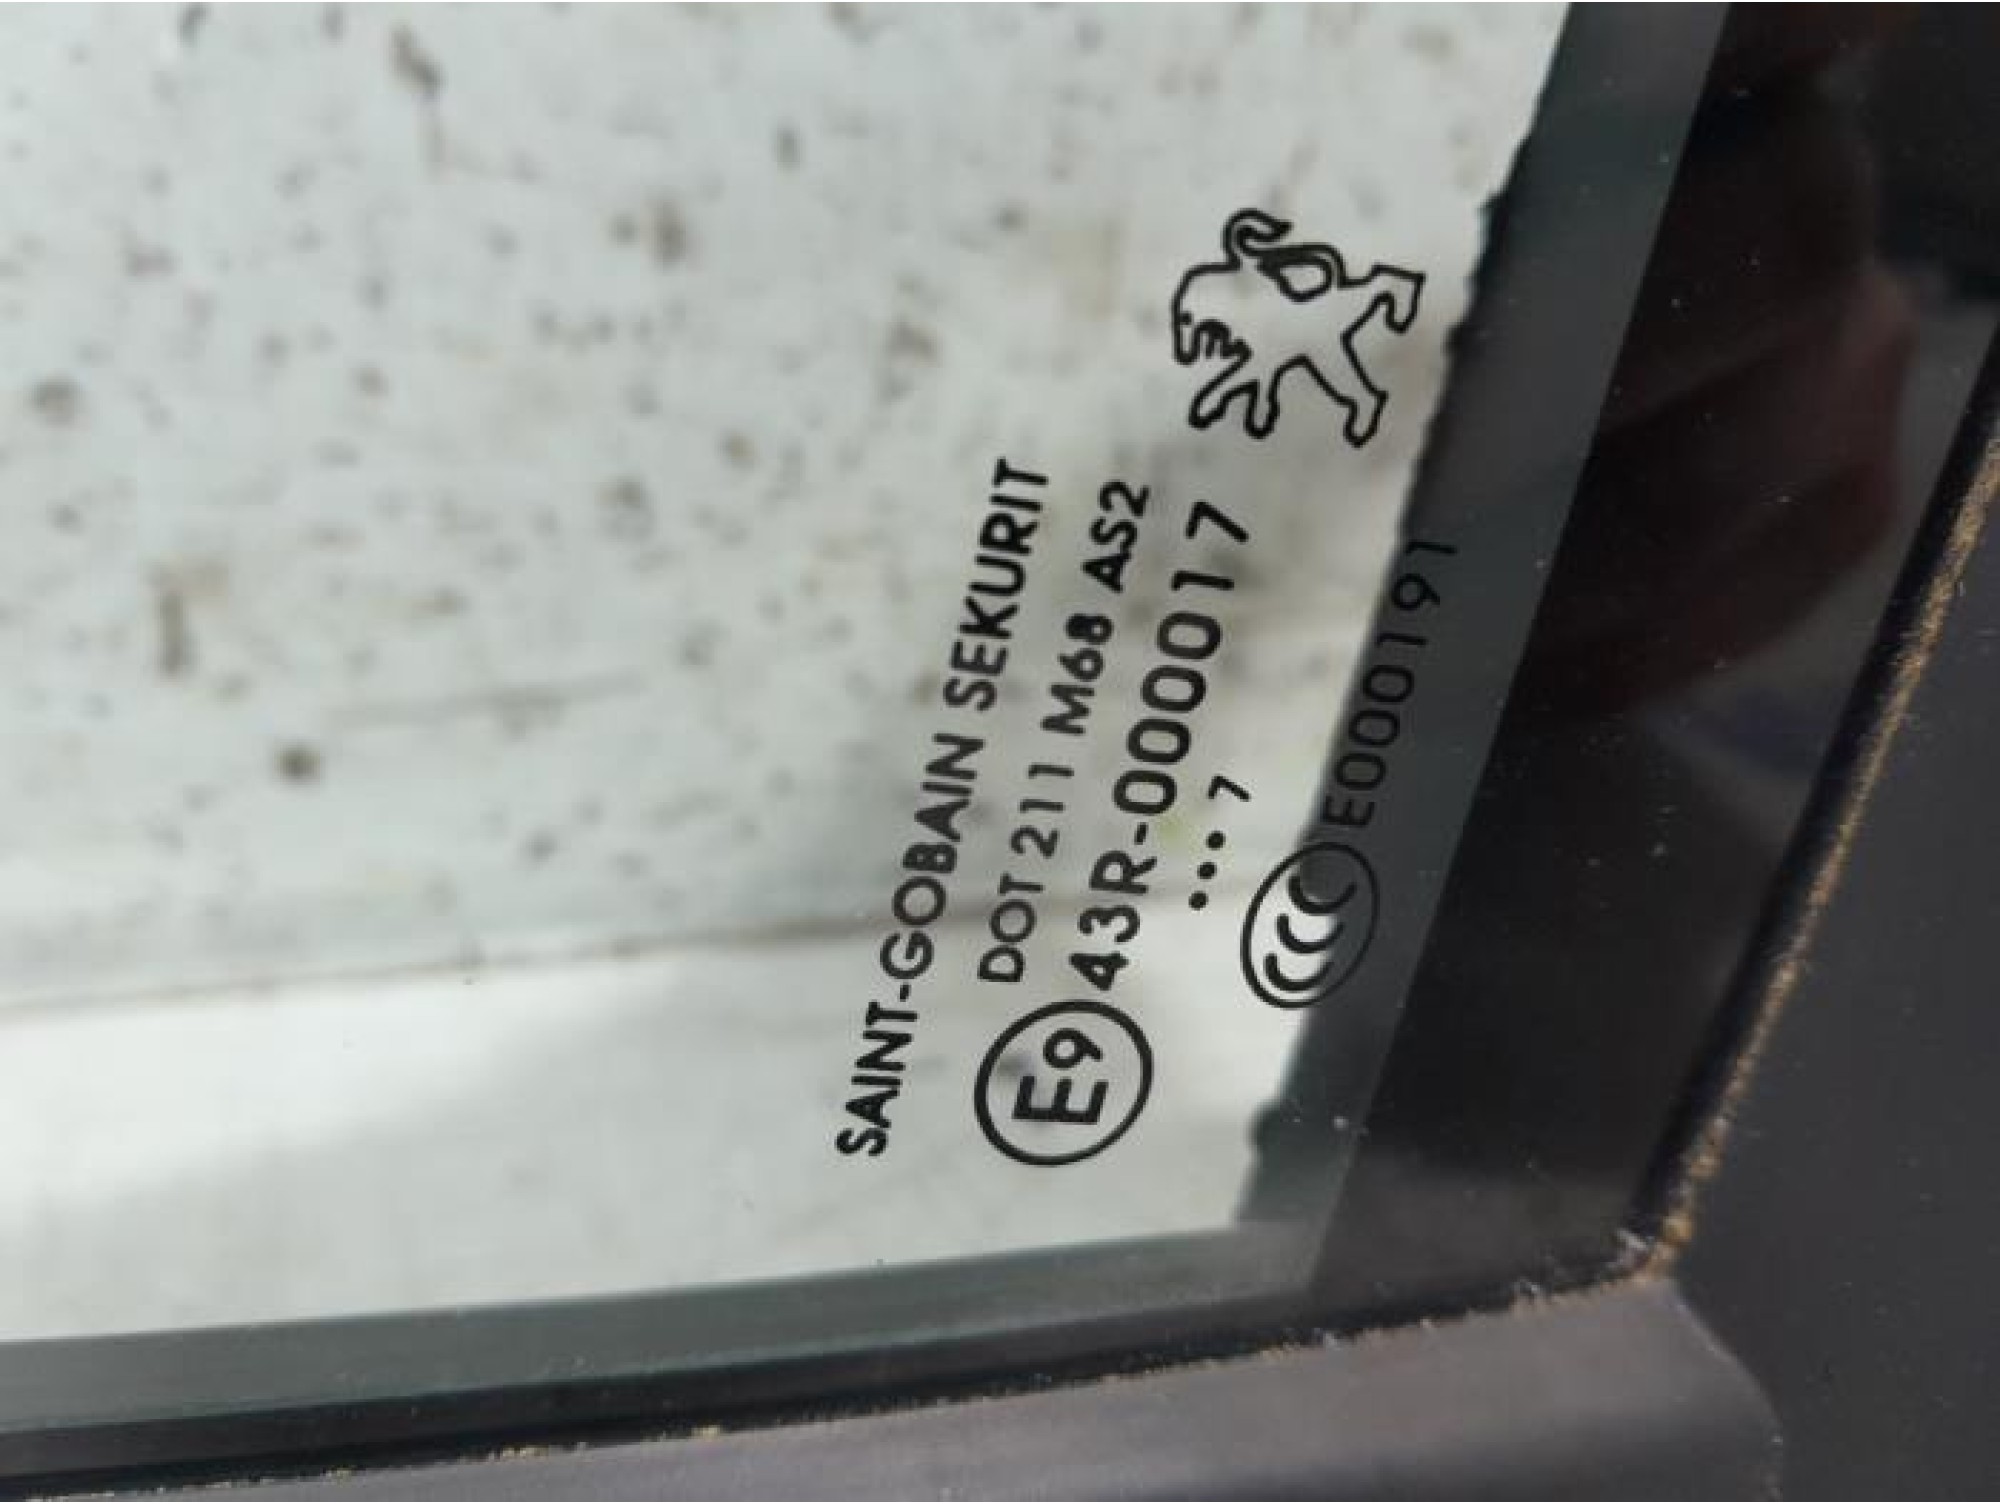 SAINT-GOBAIN SEKURIT
DOT 211 M68 AS2
E9 43R-000017
....7
CCC E000191